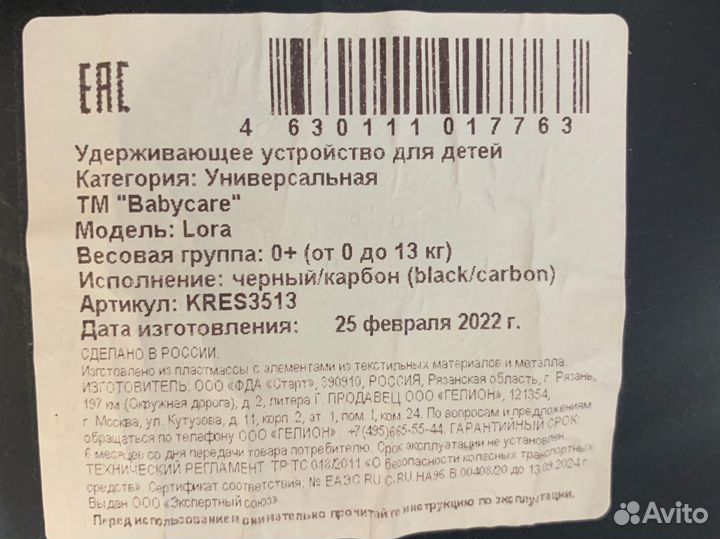 EAC
4 630111 017763
Удерживающее устройство для детей
Категория: Универсальная
ТМ "Babycare"
Модель: Lora
Весовая группа: 0+ (от 0 до 13 кг)
Исполнение: черный/карбон (black/carbon)
Артикул: KRES3513
Дата изготовления: 25 февраля 2022 г.
СДЕЛАНО В РОССИИ.
Изготовлено из пластмассы с элементами из текстильных материалов и металла.
ИЗГОТОВИТЕЛЬ: ООО «ФДА «Старт», 390910, РОССИЯ, Рязанская область, г. Рязань,
197 км (Окружная дорога), д. 2, литера Г. ПРОДАВЕЦ ООО «ГЕЛИОН», 121354,
г. Москва, ул. Кутузова, д. 11, корп. 2, эт. 1, пом. I, ком. 24. По вопросам и предложениям
обращаться по телефону ООО «ГЕЛИОН»: +7(495)665-55-44. ГАРАНТИЙНЫЙ СРОК:
6 месяцев со дня передачи товара потребителю. Срок эксплуатации не установлен.
ТЕХНИЧЕСКИЙ РЕГЛАМЕНТ ТР ТС 018/2011 «О безопасности колесных транспортных
средств». Сертификат соответствия: № ЕАЭС RU C-RU.HA96.B.00408/20 до 13.09.2024 г.
Выдан ООО «Экспертный союз».
Перед использованием внимательно прочитайте инструкцию по эксплуатации.
Avito